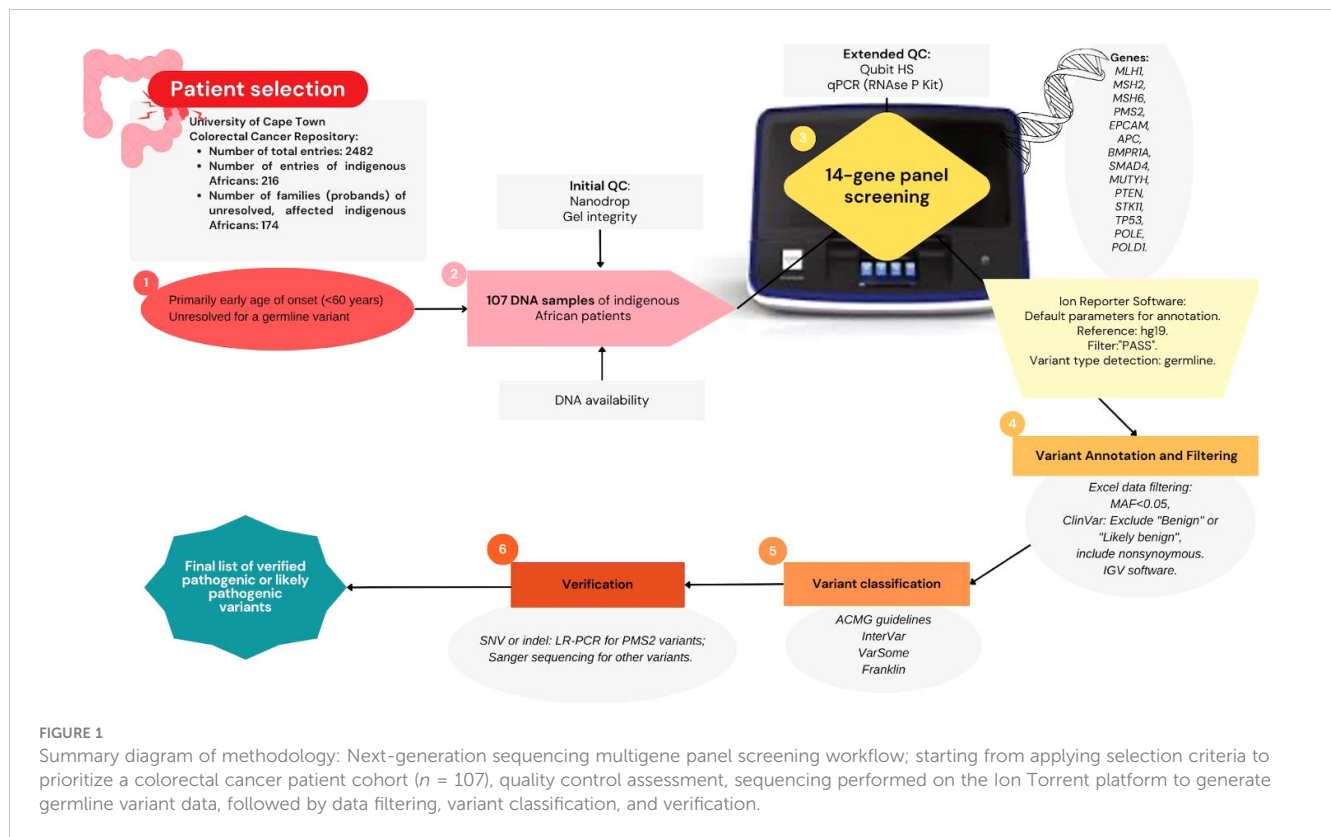 Patient selection
University of Cape Town
Colorectal Cancer Repository:
• Number of total entries: 2482
• Number of entries of indigenous
Africans: 216
• Number of families (probands) of
unresolved, affected indigenous
Africans: 174
1
Primarily early age of onset (<60 years)
Unresolved for a germline variant
Initial QC:
Nanodrop
Gel integrity
2
107 DNA samples of indigenous
African patients
DNA availability
Extended QC:
Qubit HS
qPCR (RNAse P Kit)
3
14-gene panel
screening
Genes:
MLH1,
MSH2,
MSH6,
PMS2,
EPCAM,
APC,
BMPR1A,
SMAD4,
MUTYH,
PTEN,
STK11,
TP53,
POLE,
POLD1.
Ion Reporter Software:
Default parameters for annotation.
Reference: hg19.
Filter:"PASS".
Variant type detection: germline.
4
Variant Annotation and Filtering
Excel data filtering:
MAF<0.05,
ClinVar: Exclude "Benign" or
"Likely benign",
include nonsynoymous.
IGV software.
5
Variant classification
ACMG guidelines
InterVar
VarSome
Franklin
6
Verification
SNV or indel: LR-PCR for PMS2 variants;
Sanger sequencing for other variants.
Final list of verified
pathogenic or likely
pathogenic
variants
FIGURE 1
Summary diagram of methodology: Next-generation sequencing multigene panel screening workflow; starting from applying selection criteria to
prioritize a colorectal cancer patient cohort (n = 107), quality control assessment, sequencing performed on the Ion Torrent platform to generate
germline variant data, followed by data filtering, variant classification, and verification.